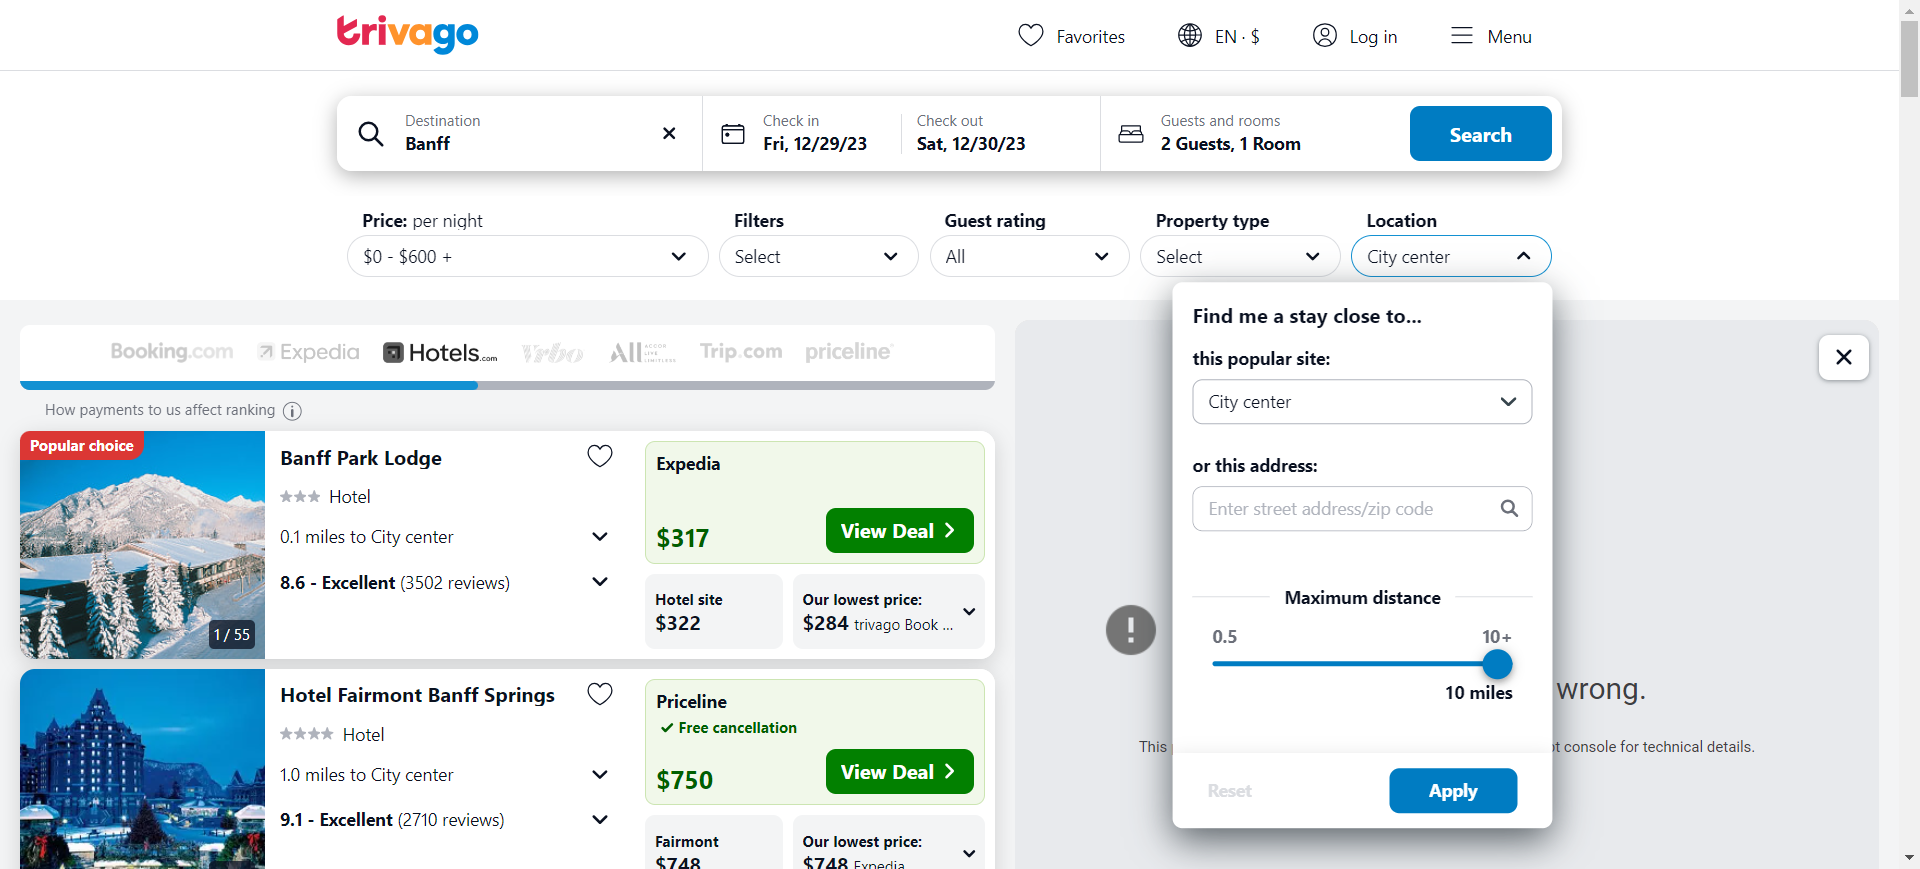 trivago
Favorites
EN · $
Log in
Menu
Destination
Banff
Check in
Fri, 12/29/23
Check out
Sat, 12/30/23
Guests and rooms
2 Guests, 1 Room
Search
Price: per night
$0 - $600 +
Filters
Select
Guest rating
All
Property type
Select
Location
City center
Booking.com
Expedia
Hotels.com
Vrbo
ALL ACCOR LIVE LIMITLESS
Trip.com
priceline
How payments to us affect ranking
Popular choice
1 / 55
Banff Park Lodge
Hotel
0.1 miles to City center
8.6 - Excellent (3502 reviews)
Expedia
$317
View Deal
Hotel site
$322
Our lowest price:
$284 trivago Book ...
Hotel Fairmont Banff Springs
Hotel
1.0 miles to City center
9.1 - Excellent (2710 reviews)
Priceline
Free cancellation
$750
View Deal
Fairmont
$748
Our lowest price:
$748 Expedia
Find me a stay close to...
this popular site:
City center
or this address:
Enter street address/zip code
Maximum distance
0.5
10+
10 miles
Reset
Apply
wrong.
This
t console for technical details.